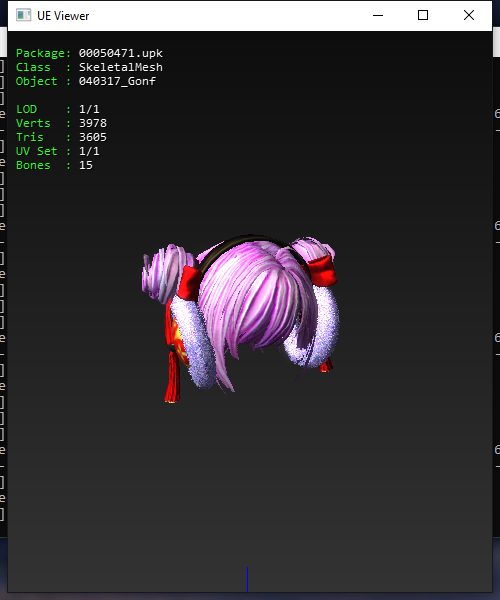 UE Viewer
Package: 00050471.upk
Class  : SkeletalMesh
Object : 040317_Gonf
LOD    : 1/1
Verts  : 3978
Tris   : 3605
UV Set : 1/1
Bones  : 15